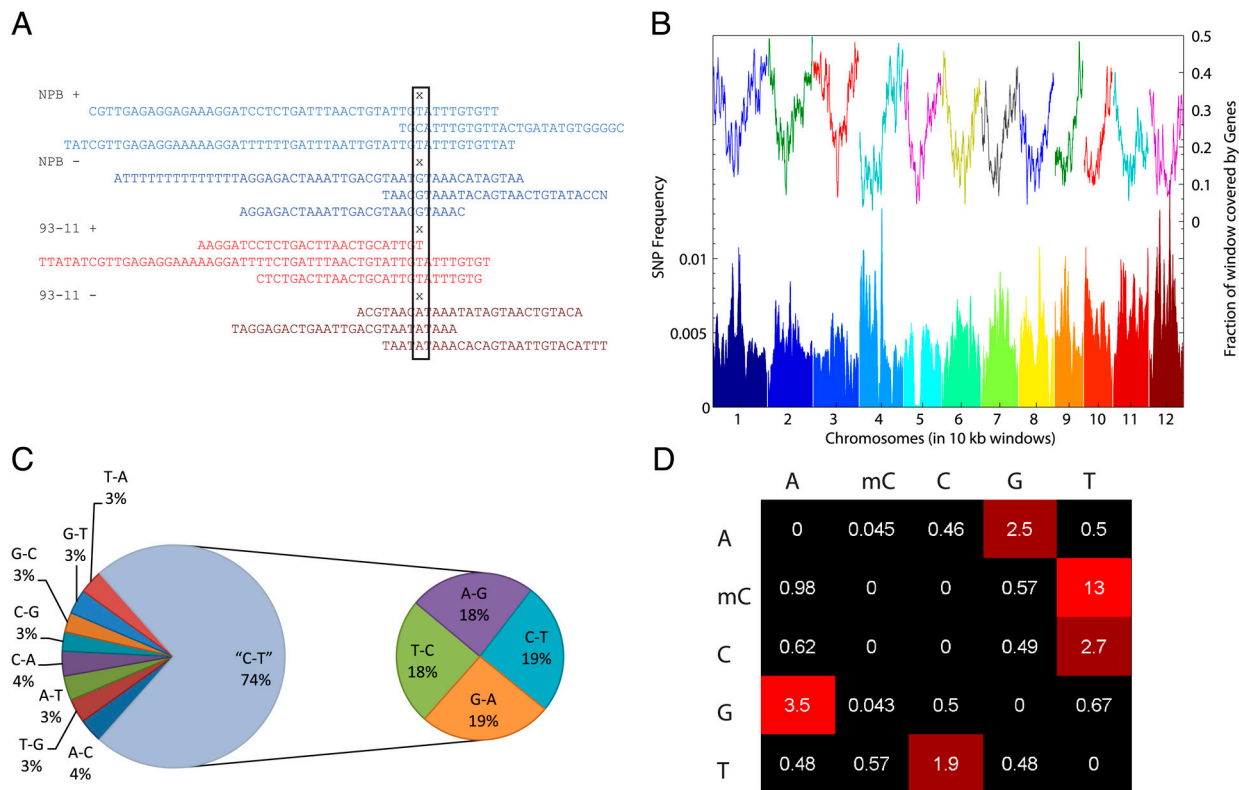 A
NPB +
x
CGTTGAGAGGAGAAAGGATCCTCTGATTTAACTGTATTGTATTTGTGTT
TGCATTTGTGTTACTGATATGTGGGGC
TATCGTTGAGAGGAAAAAGGATTTTTTGATTTAATTGTATTGTATTTGTGTTAT
NPB -
x
ATTTTTTTTTTTTTTAGGAGACTAAATTGACGTAATGTAAACATAGTAA
TAACGTAAATACAGTAACTGTATACCN
AGGAGACTAAATTGACGTAACGTAAAC
93-11 +
x
AAGGATCCTCTGACTTAACTGCATTGT
TTATATCGTTGAGAGGAAAAAGGATTTTCTGATTTAACTGTATTGTATTTGTGT
CTCTGACTTAACTGCATTGTATTTGTG
93-11 -
x
ACGTAAGATAAATATAGTAACTGTACA
TAGGAGACTGAATTGACGTAATATAAA
TAATATAAACACAGTAATTGTACATTT
B
SNP Frequency
0.01
0.005
0
0.5
0.4
0.3
0.2
0.1
0
Fraction of window covered by Genes
1 2 3 4 5 6 7 8 9 10 11 12
Chromosomes (in 10 kb windows)
C
T-A
3%
G-T
3%
G-C
3%
C-G
3%
C-A
4%
A-T
3%
T-G
3%
A-C
4%
“C-T”
74%
A-G
18%
C-T
19%
T-C
18%
G-A
19%
D
A mC C G T
A 0 0.045 0.46 2.5 0.5
mC 0.98 0 0 0.57 13
C 0.62 0 0 0.49 2.7
G 3.5 0.043 0.5 0 0.67
T 0.48 0.57 1.9 0.48 0